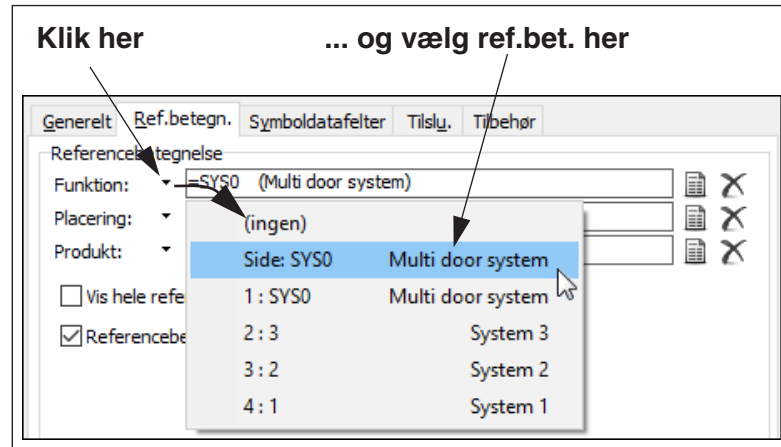 Klik her ... og vælg ref.bet. her
Generelt Ref.betegn. Symboldatafelter Tilslu. Tilbehør
Referencebetegnelse
Funktion: =SYS0 (Multi door system)
Placering: (ingen)
Produkt: Side: SYS0 Multi door system
Vis hele refe 1 : SYS0 Multi door system
Referencebe 2 : 3 System 3
3 : 2 System 2
4 : 1 System 1